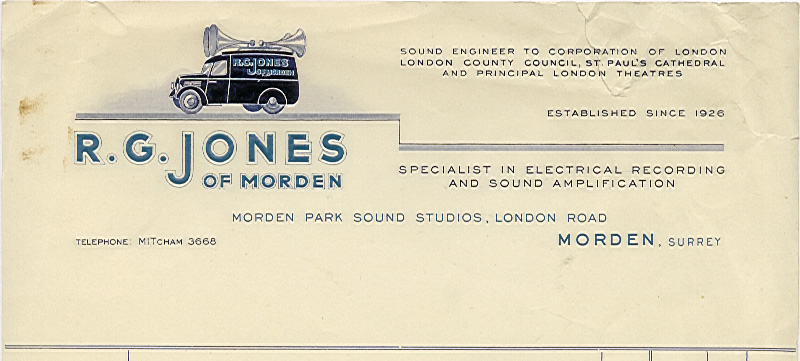 R.G. JONES
OF MORDEN
SOUND ENGINEER TO CORPORATION OF LONDON
LONDON COUNTY COUNCIL, ST. PAUL'S CATHEDRAL
AND PRINCIPAL LONDON THEATRES
ESTABLISHED SINCE 1926
R.G. JONES
OF MORDEN
SPECIALIST IN ELECTRICAL RECORDING
AND SOUND AMPLIFICATION
MORDEN PARK SOUND STUDIOS, LONDON ROAD
TELEPHONE: MITCHAM 3668
MORDEN, SURREY